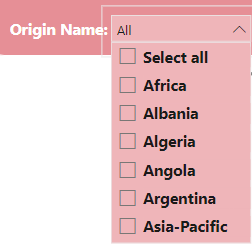 Origin Name: All
Select all
Africa
Albania
Algeria
Angola
Argentina
Asia-Pacific